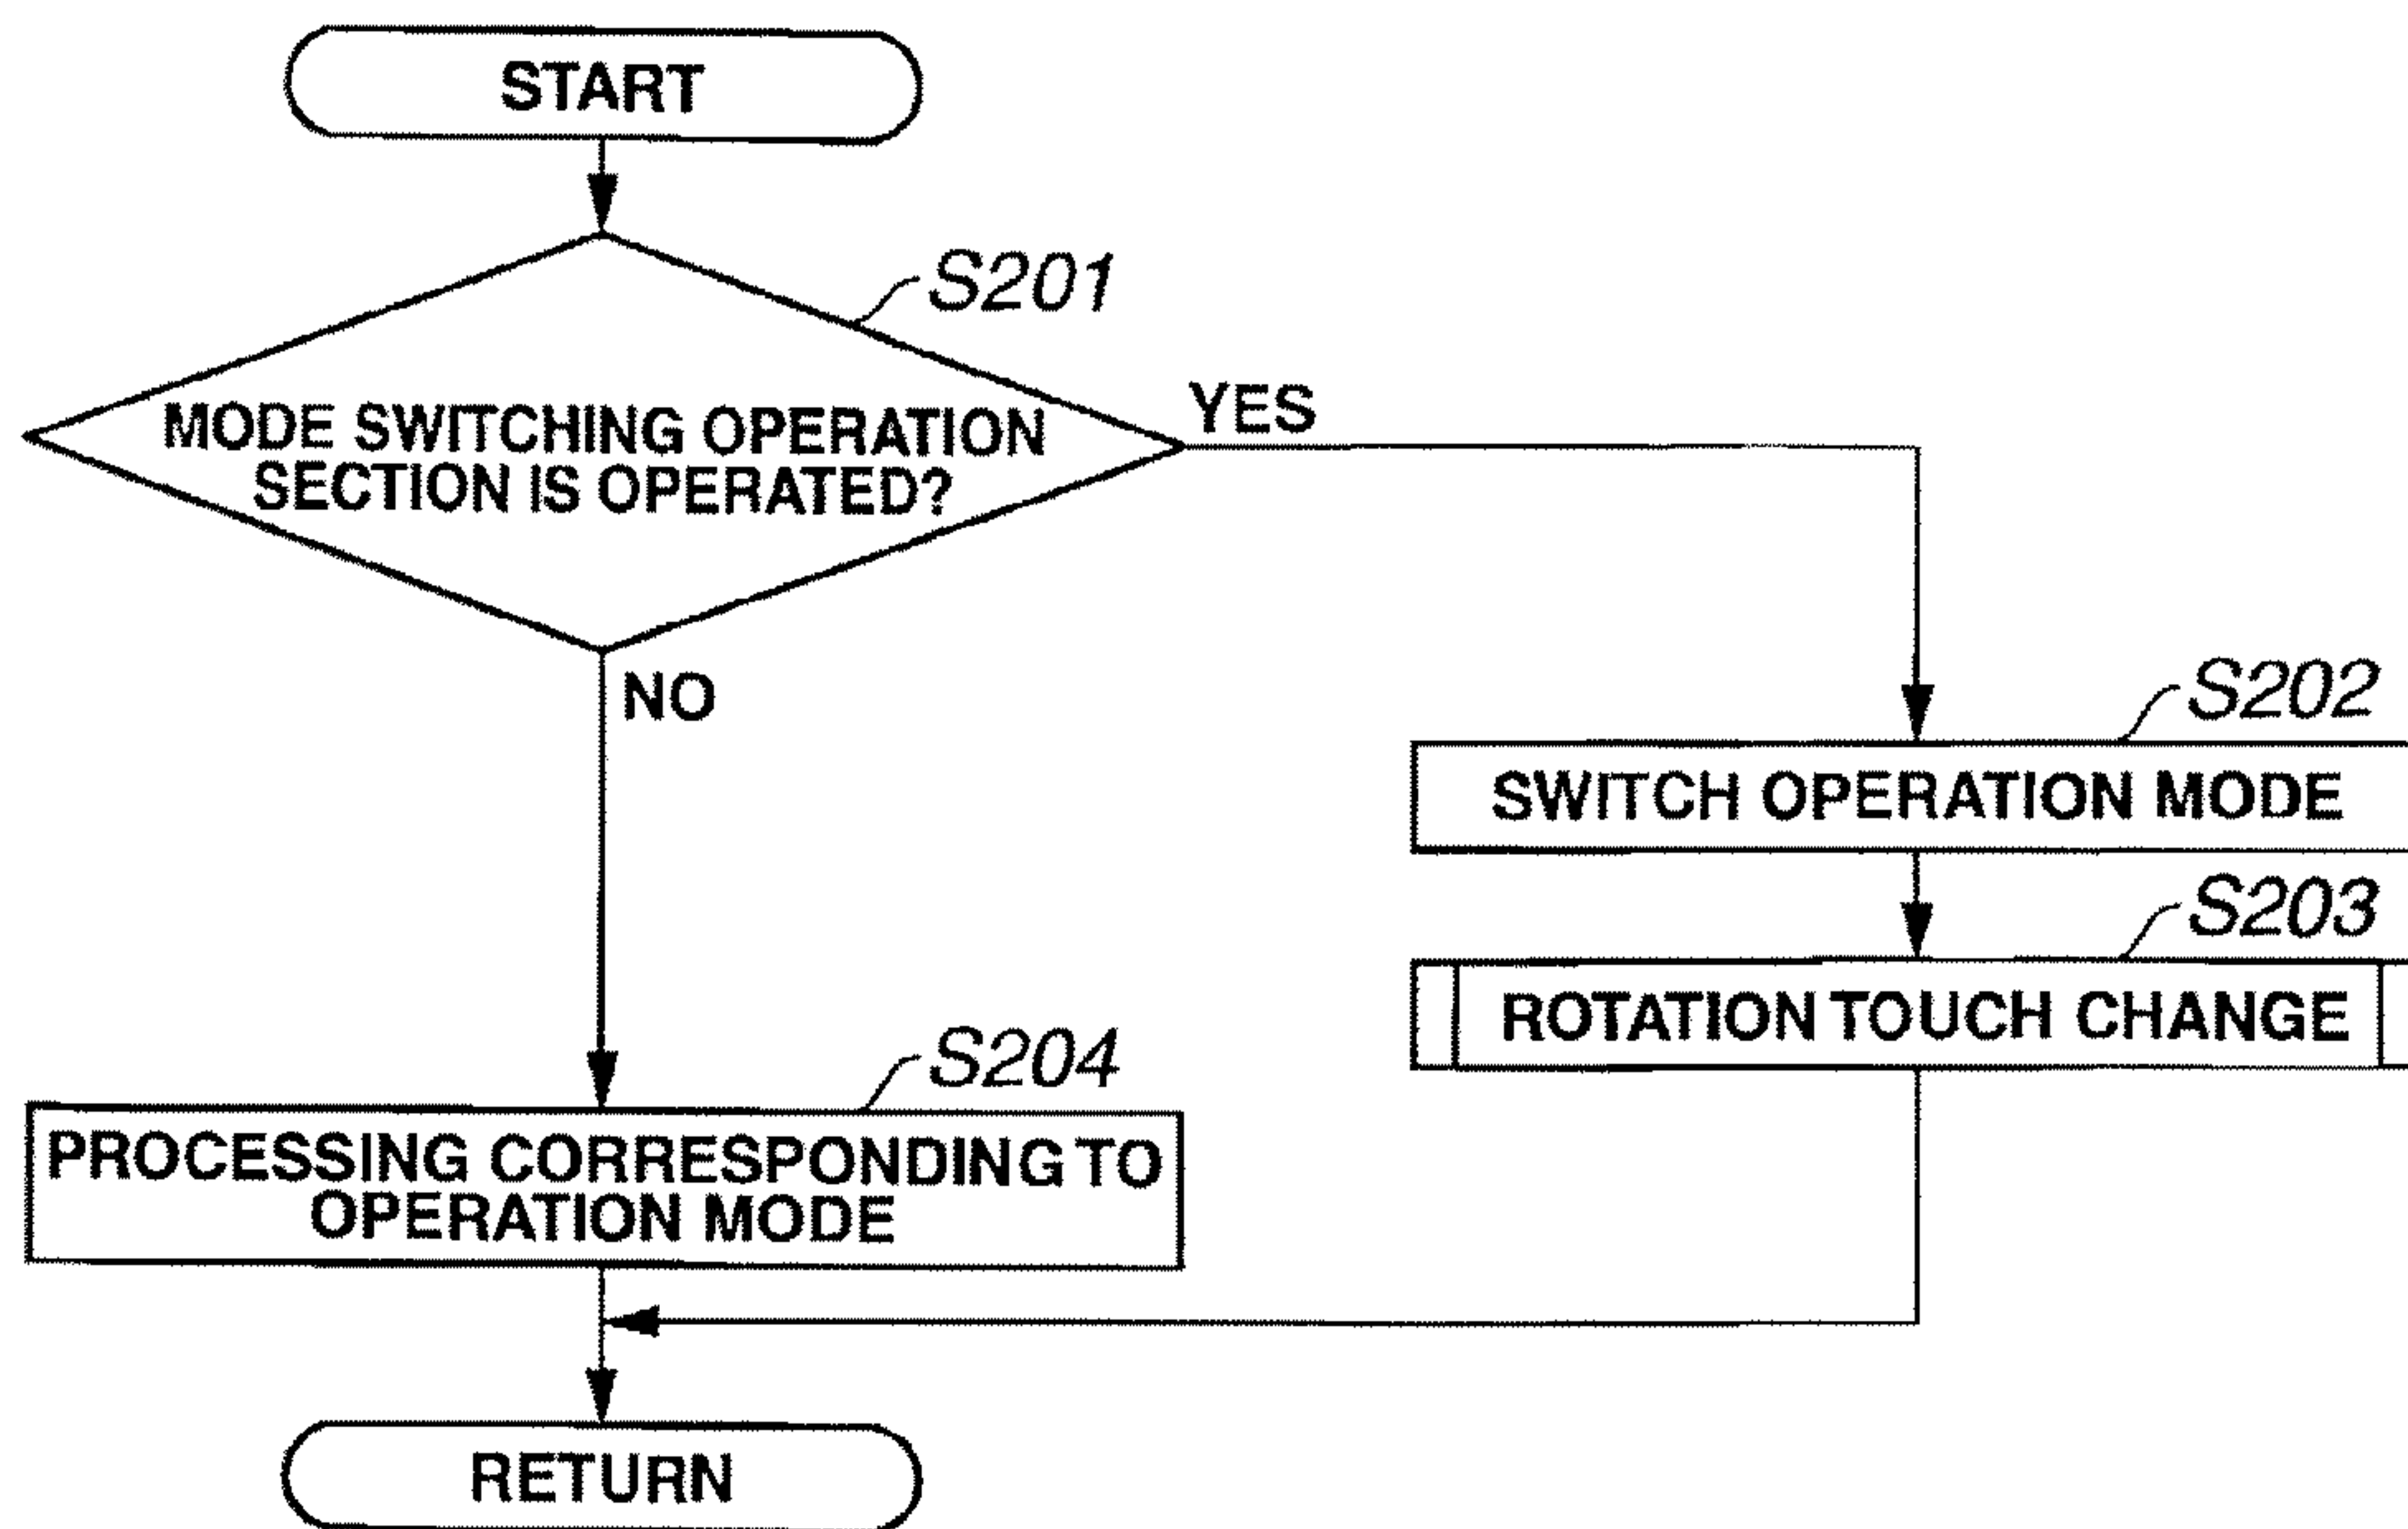 START
S201
MODE SWITCHING OPERATION
SECTION IS OPERATED?
YES
NO
S202
SWITCH OPERATION MODE
S203
ROTATION TOUCH CHANGE
S204
PROCESSING CORRESPONDING TO
OPERATION MODE
RETURN